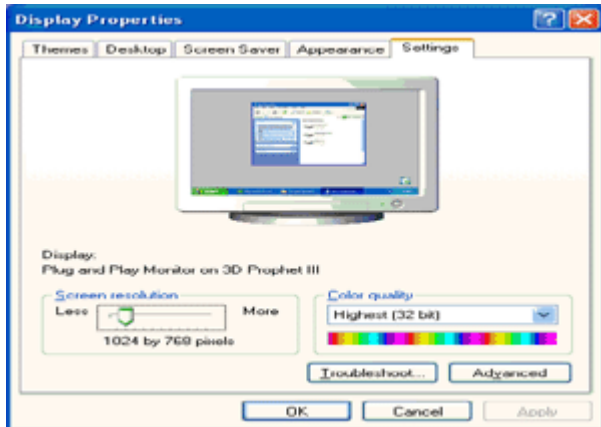 Display Properties
Themes Desktop Screen Saver Appearance Settings
Display:
Plug and Play Monitor on 3D Prophet III
Screen resolution
Less More
1024 by 768 pixels
Color quality
Highest (32 bit)
Troubleshoot... Advanced
OK Cancel Apply